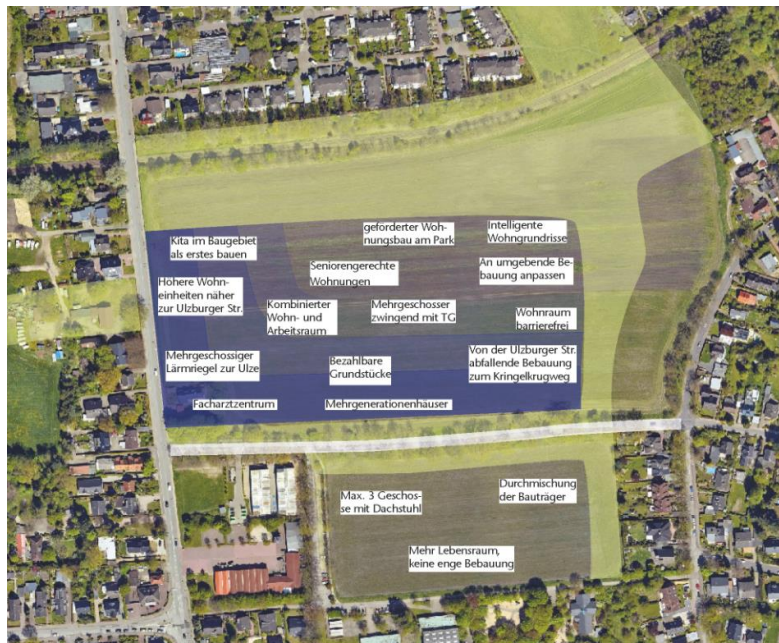 geförderter Woh-
nungsbau am Park
Intelligente
Wohngrundrisse
Kita im Baugebiet
als erstes bauen
Seniorengerechte
Wohnungen
An umgebende Be-
bauung anpassen
Höhere Wohn-
einheiten näher
zur Ulzburger Str.
Kombinierter
Wohn- und
Arbeitsraum
Mehrgeschosser
zwingend mit TG
Wohnraum
barrierefrei
Mehrgeschossiger
Lärmriegel zur Ulze
Bezahlbare
Grundstücke
Von der Ulzburger Str.
abfallende Bebauung
zum Kringelkrugweg
Facharztzentrum
Mehrgenerationenhäuser
Max. 3 Geschos-
se mit Dachstuhl
Durchmischung
der Bauträger
Mehr Lebensraum,
keine enge Bebauung